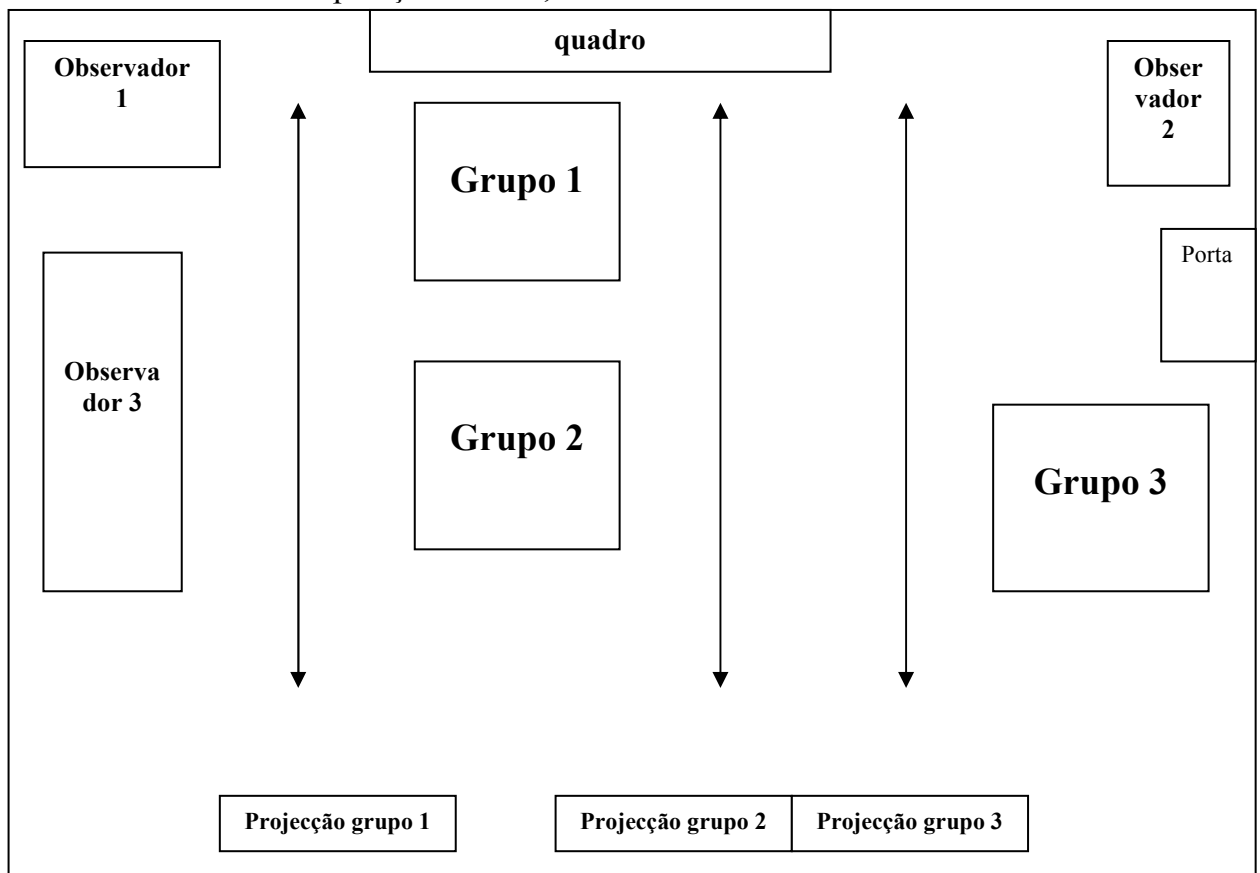 quadro
Observador
1
Obser
vador
2
Grupo 1
Porta
Observa
dor 3
Grupo 2
Grupo 3
Projecção grupo 1
Projecção grupo 2
Projecção grupo 3